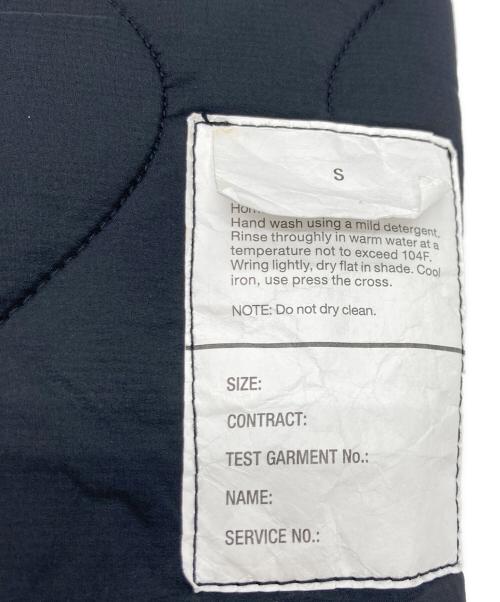 S
Hand wash using a mild detergent.
Rinse throughly in warm water at a
temperature not to exceed 104F.
Wring lightly, dry flat in shade. Cool
iron, use press the cross.
NOTE: Do not dry clean.
SIZE:
CONTRACT:
TEST GARMENT No.:
NAME:
SERVICE NO.: